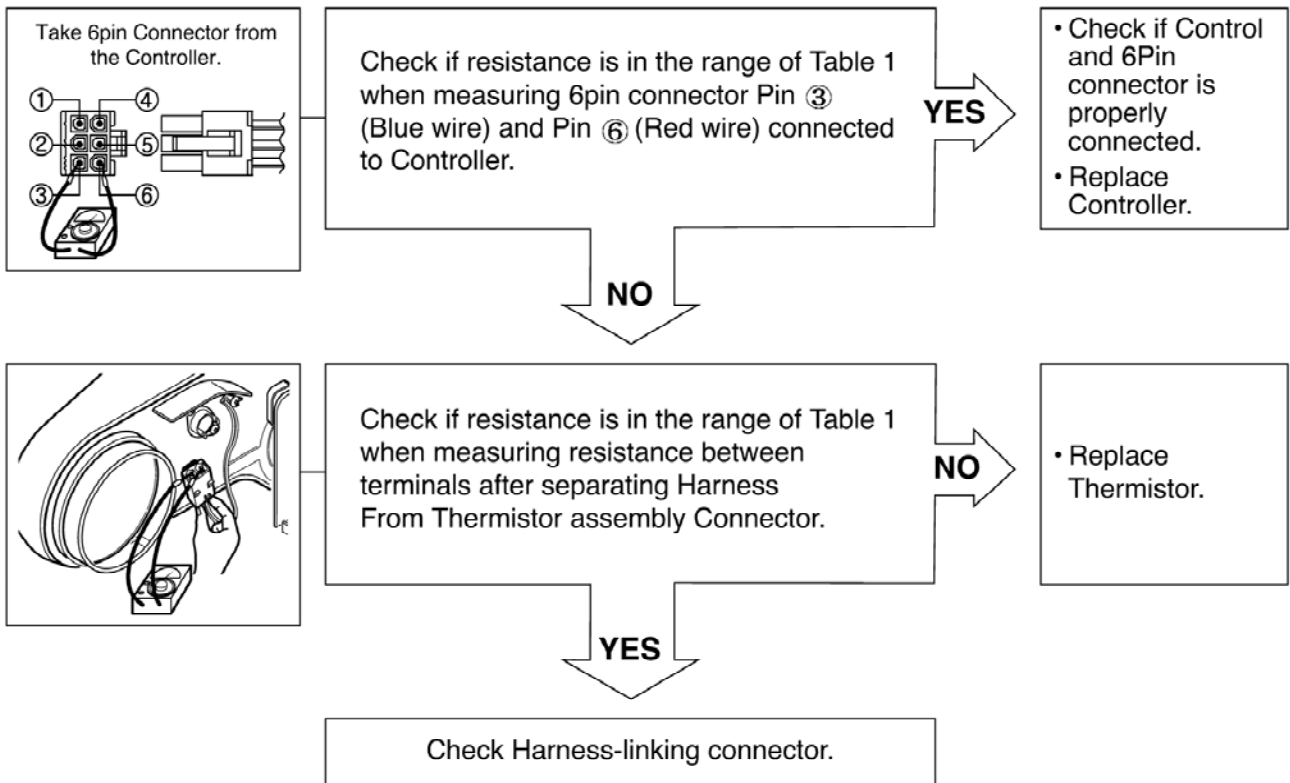 Take 6pin Connector from
the Controller.
① ④
② ⑤
③ ⑥
Check if resistance is in the range of Table 1
when measuring 6pin connector Pin ③
(Blue wire) and Pin ⑥ (Red wire) connected
to Controller.
YES
• Check if Control
and 6Pin
connector is
properly
connected.
• Replace
Controller.
NO
Check if resistance is in the range of Table 1
when measuring resistance between
terminals after separating Harness
From Thermistor assembly Connector.
NO
• Replace
Thermistor.
YES
Check Harness-linking connector.